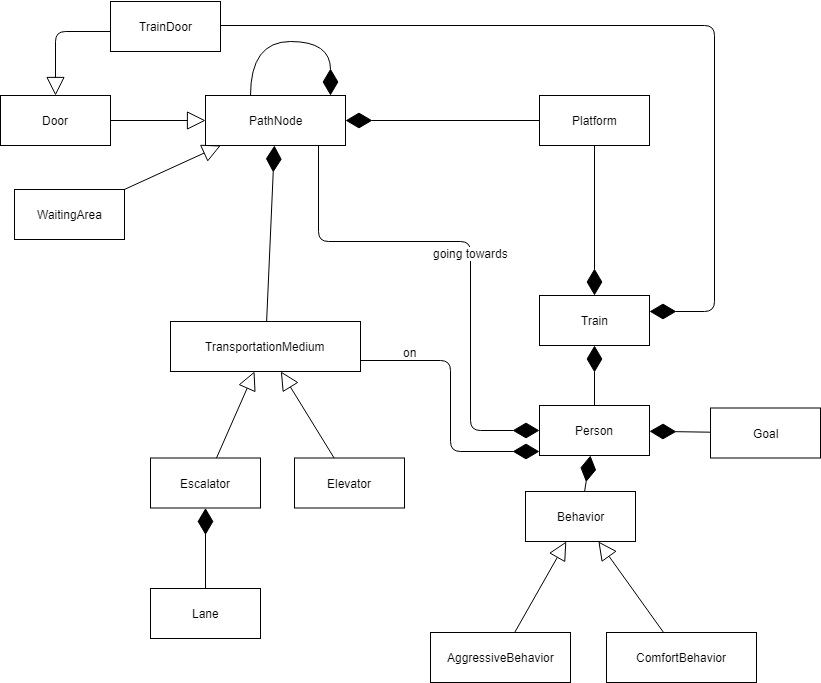 TrainDoor
Door
PathNode
Platform
WaitingArea
going towards
Train
TransportationMedium
on
Person
Goal
Escalator
Elevator
Behavior
Lane
AggressiveBehavior
ComfortBehavior